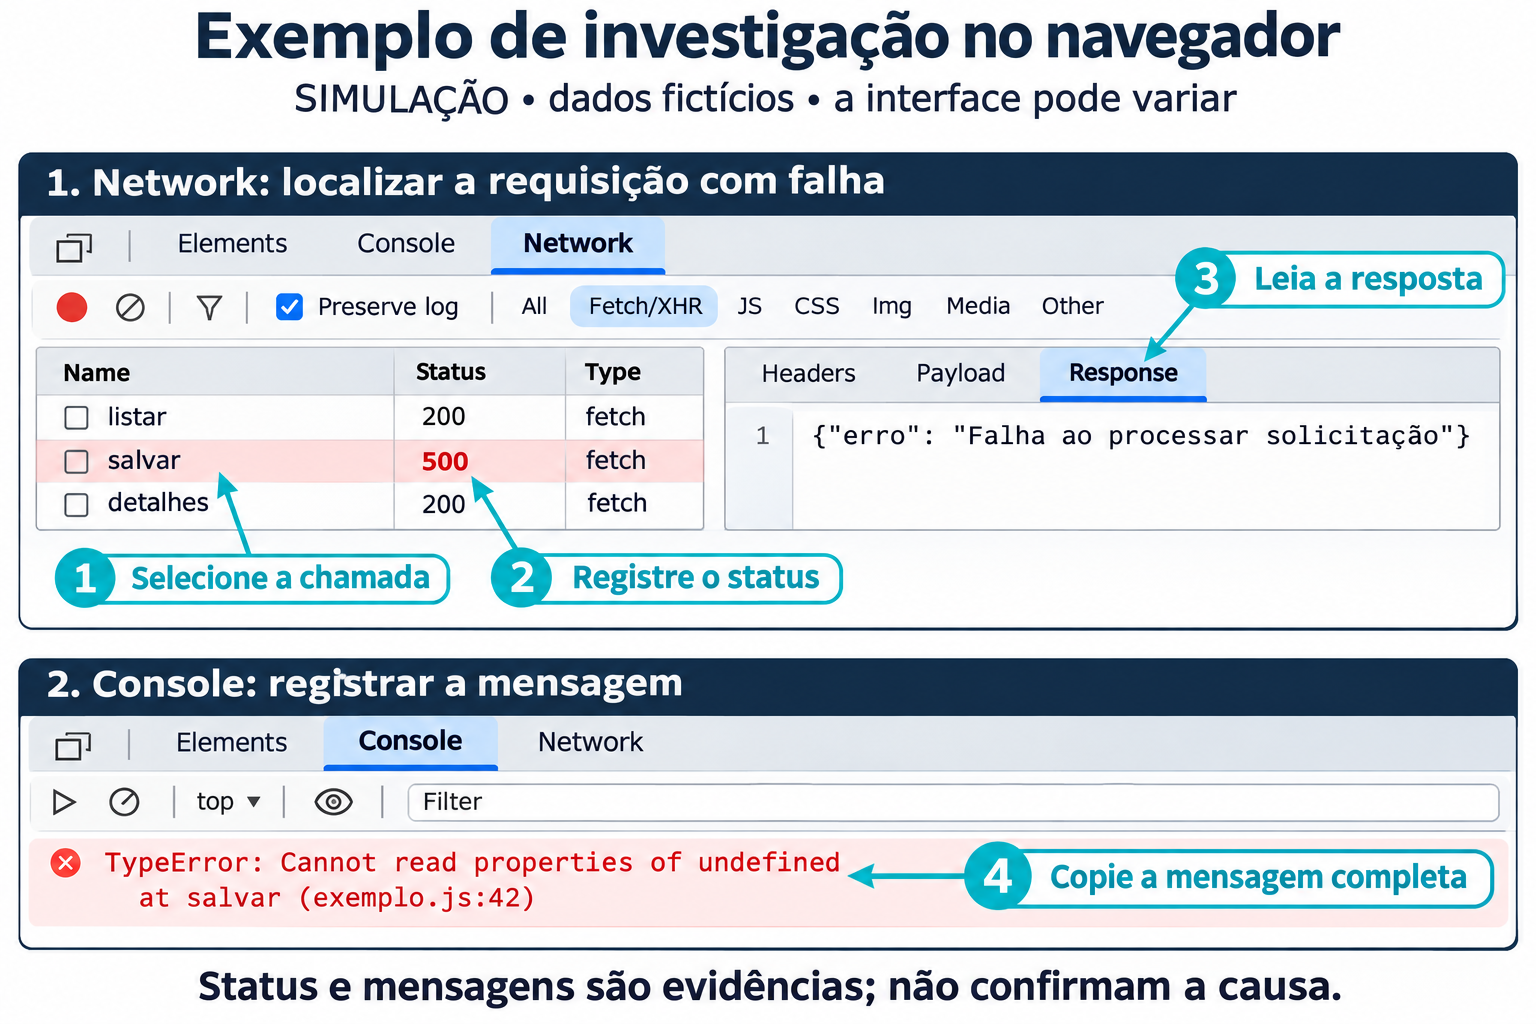 Exemplo de investigação no navegador
SIMULAÇÃO • dados fictícios • a interface pode variar
1. Network: localizar a requisição com falha
Elements Console Network
3 Leia a resposta
Preserve log All Fetch/XHR JS CSS Img Media Other
Name Status Type
listar 200 fetch
salvar 500 fetch
detalhes 200 fetch
Headers Payload Response
1 {"erro": "Falha ao processar solicitação"}
1 Selecione a chamada
2 Registre o status
2. Console: registrar a mensagem
Elements Console Network
top Filter
TypeError: Cannot read properties of undefined
at salvar (exemplo.js:42)
4 Copie a mensagem completa
Status e mensagens são evidências; não confirmam a causa.